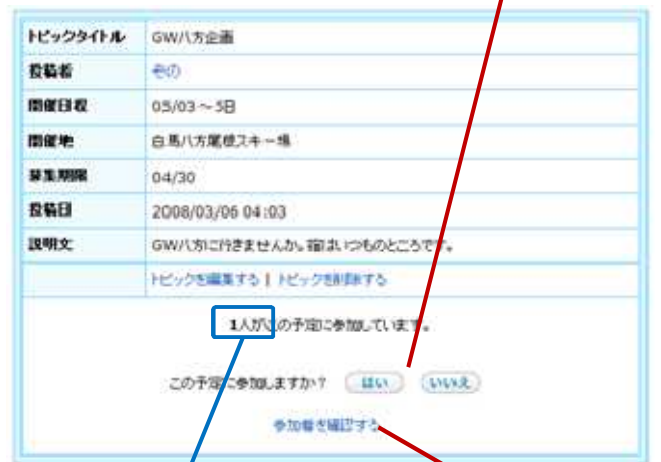 トピックタイトル GW八方企画
投稿者 その
開催日程 05/03～5日
開催地 白馬八方尾根スキー場
募集期限 04/30
投稿日 2008/03/06 04:03
説明文 GW八方に行きませんか。宿はいつものところです。
トピックを編集する | トピックを削除する
1人がこの予定に参加しています。
この予定に参加しますか？ はい いいえ
参加者を確認する